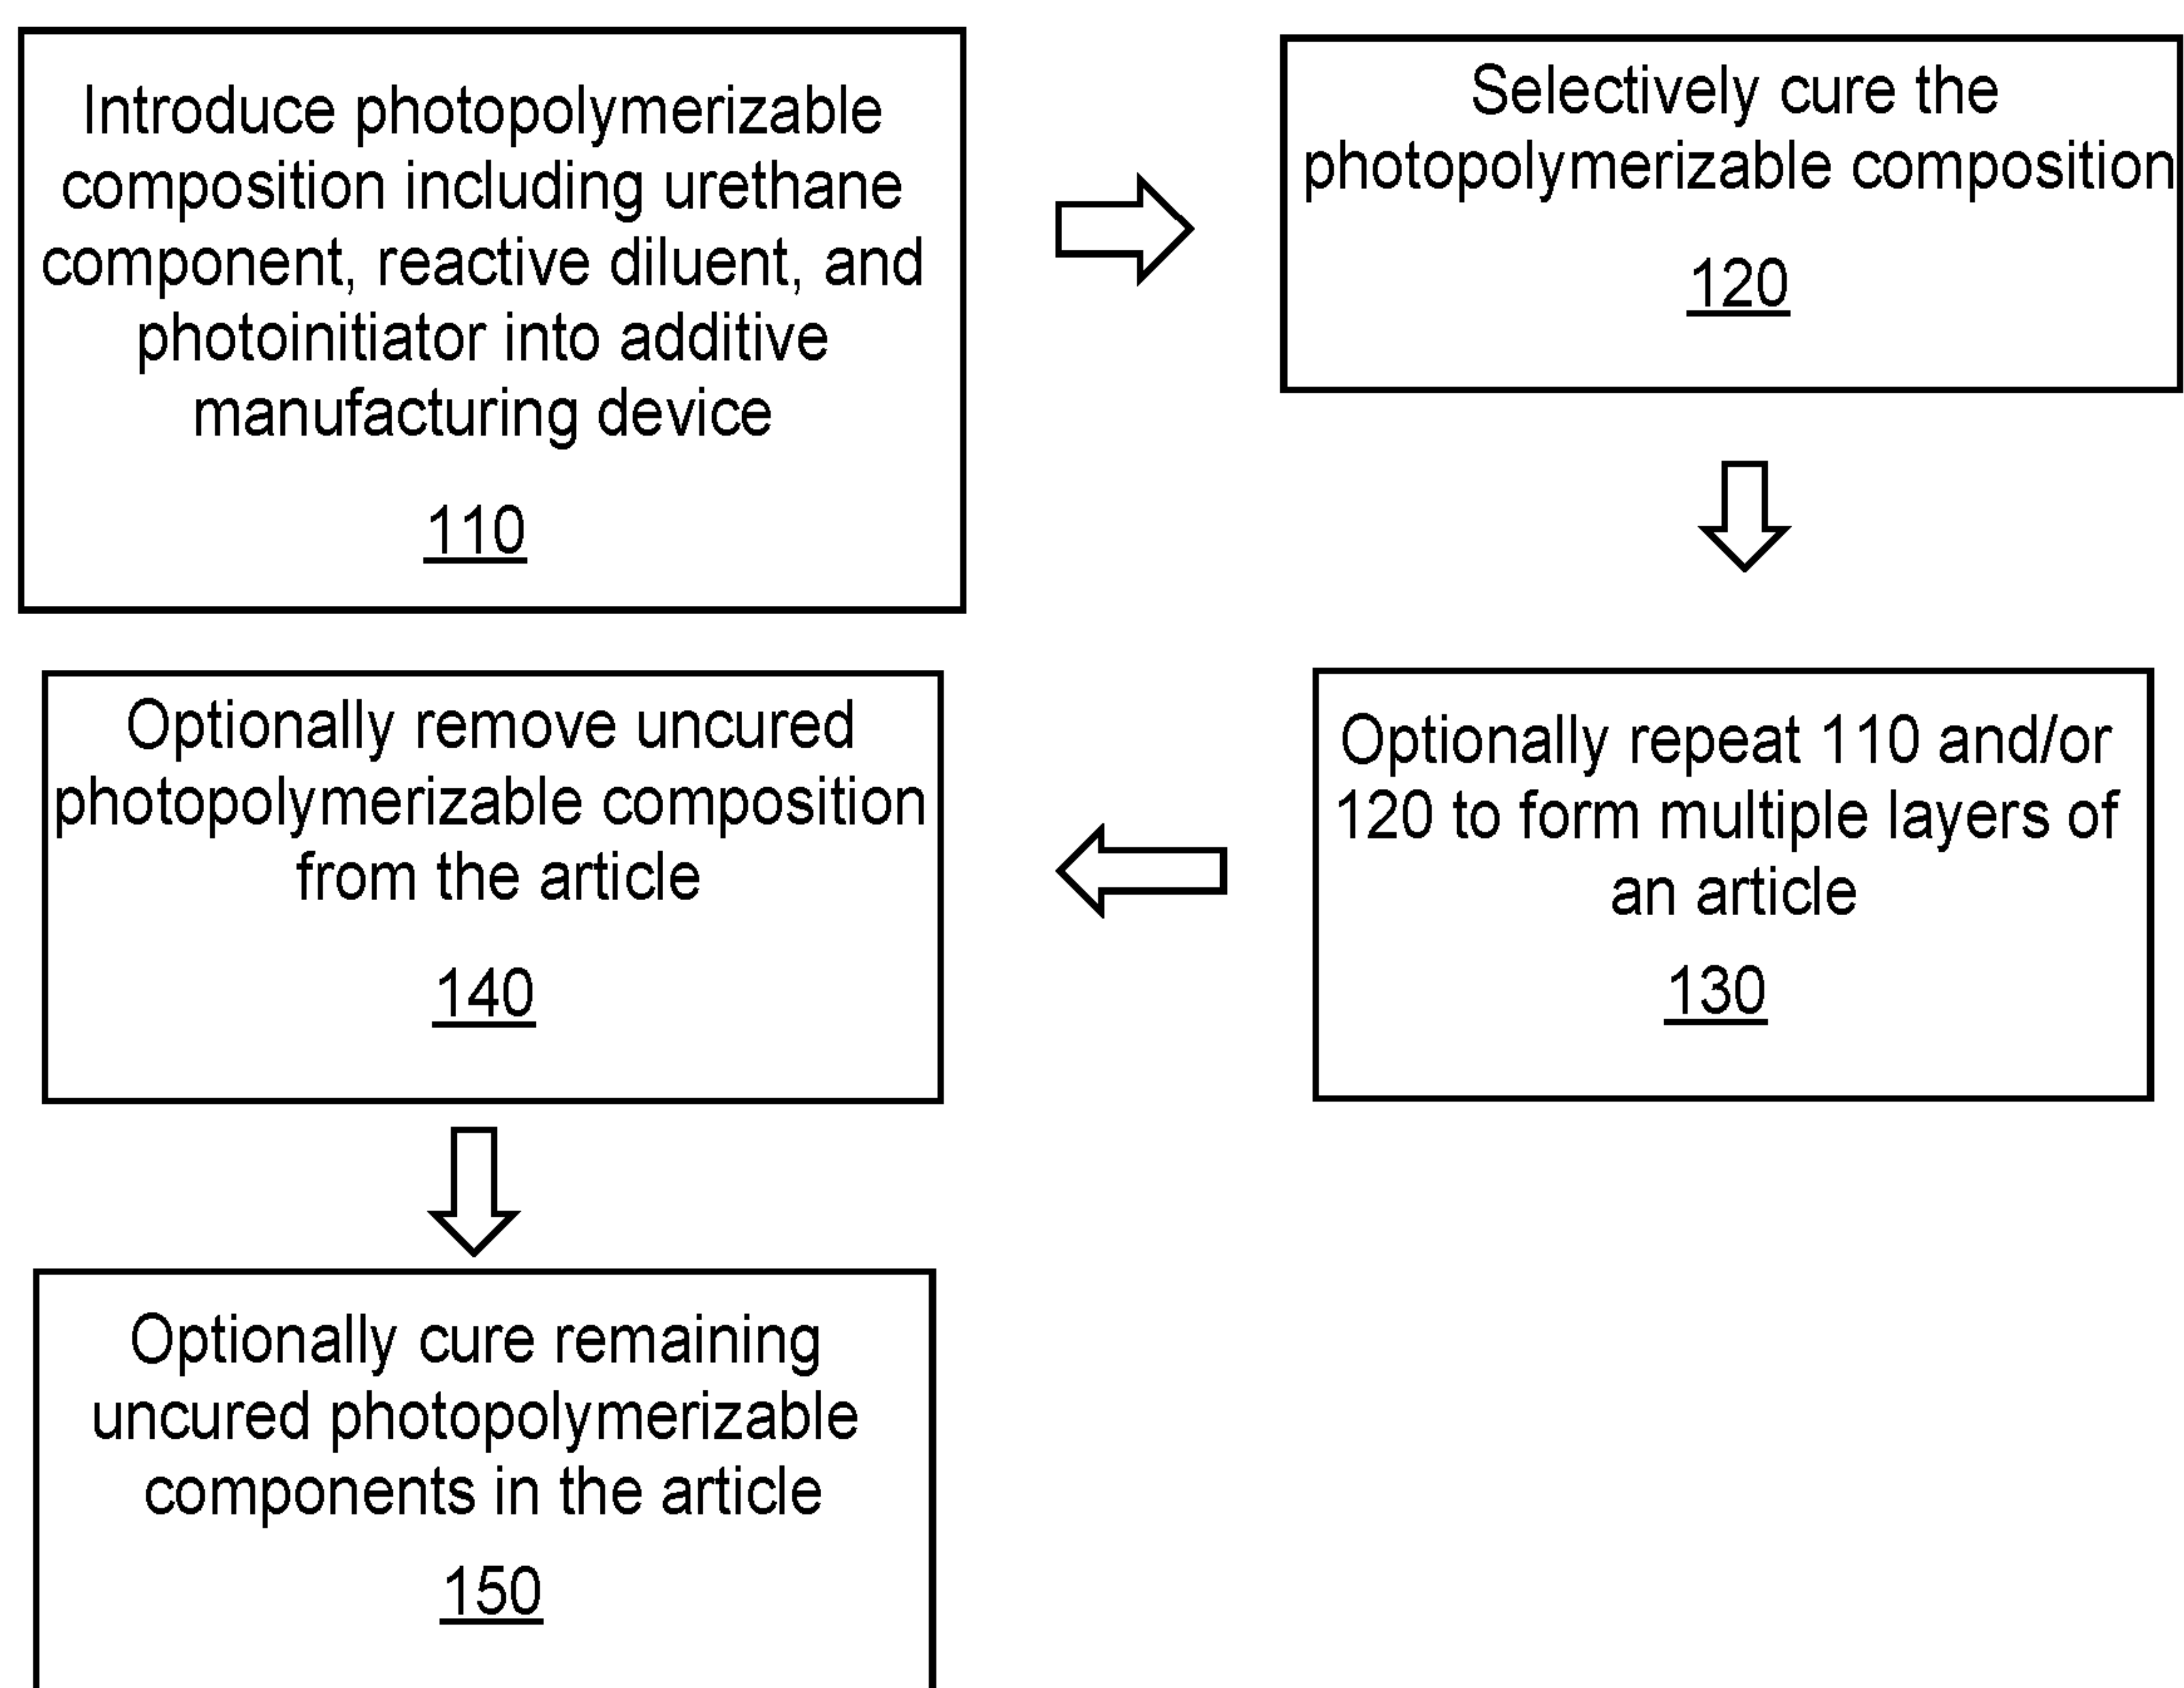 Introduce photopolymerizable
composition including urethane
component, reactive diluent, and
photoinitiator into additive
manufacturing device
110
Selectively cure the
photopolymerizable composition
120
Optionally repeat 110 and/or
120 to form multiple layers of
an article
130
Optionally remove uncured
photopolymerizable composition
from the article
140
Optionally cure remaining
uncured photopolymerizable
components in the article
150